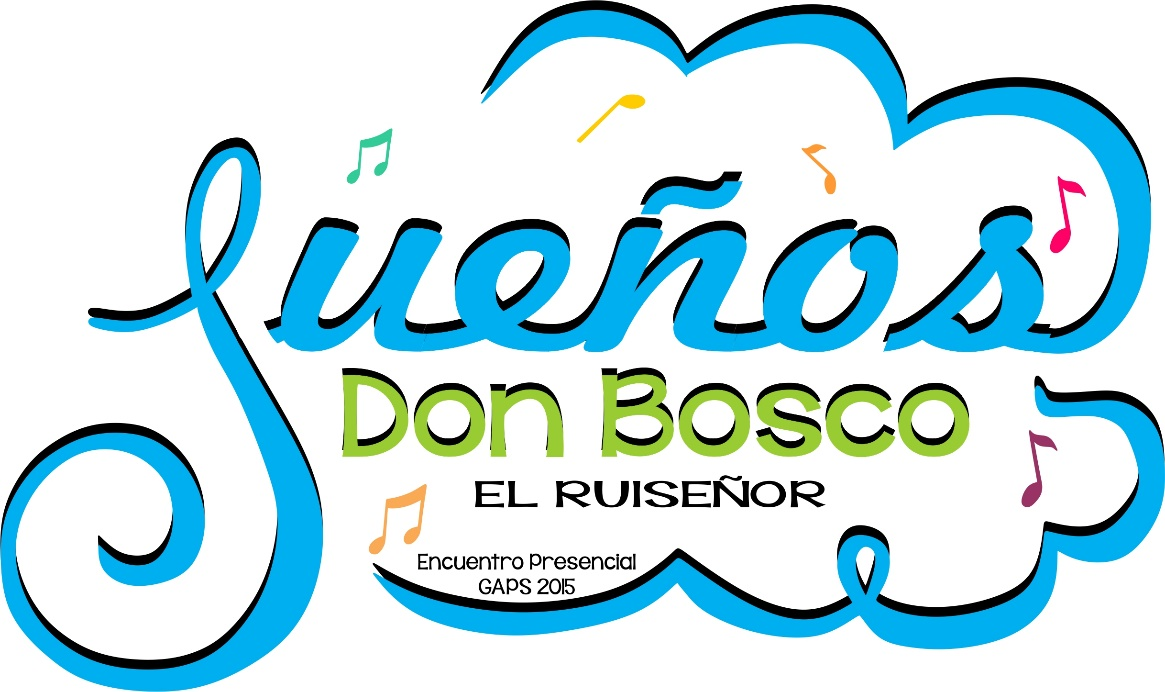 Sueños
Don Bosco
EL RUISEÑOR
Encuentro Presencial
GAPS 2015